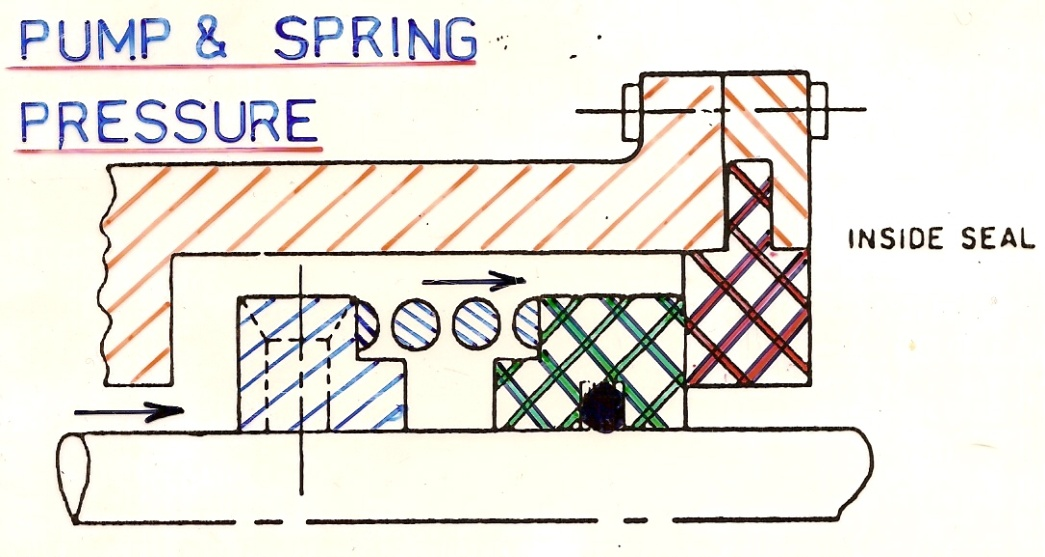 PUMP & SPRING
PRESSURE
INSIDE SEAL